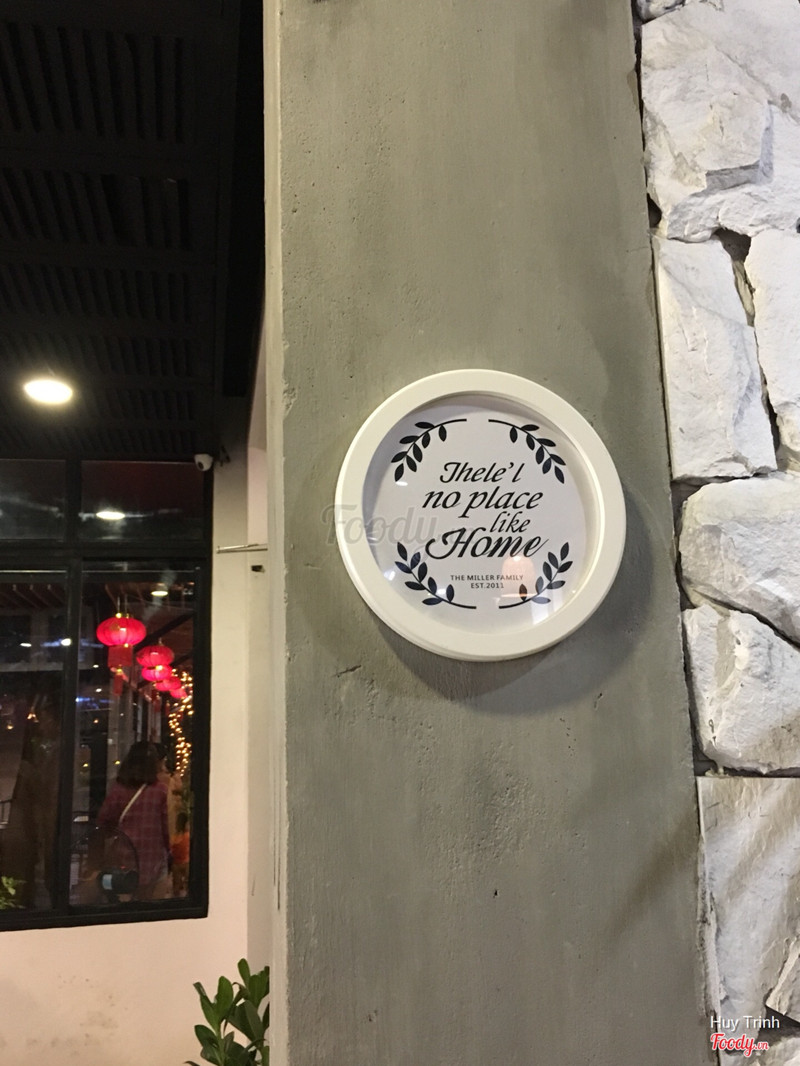 Thele'l
no place
like
Home
THE MILLER FAMILY
EST.2011
Foody
Huy Trinh
Foody.vn